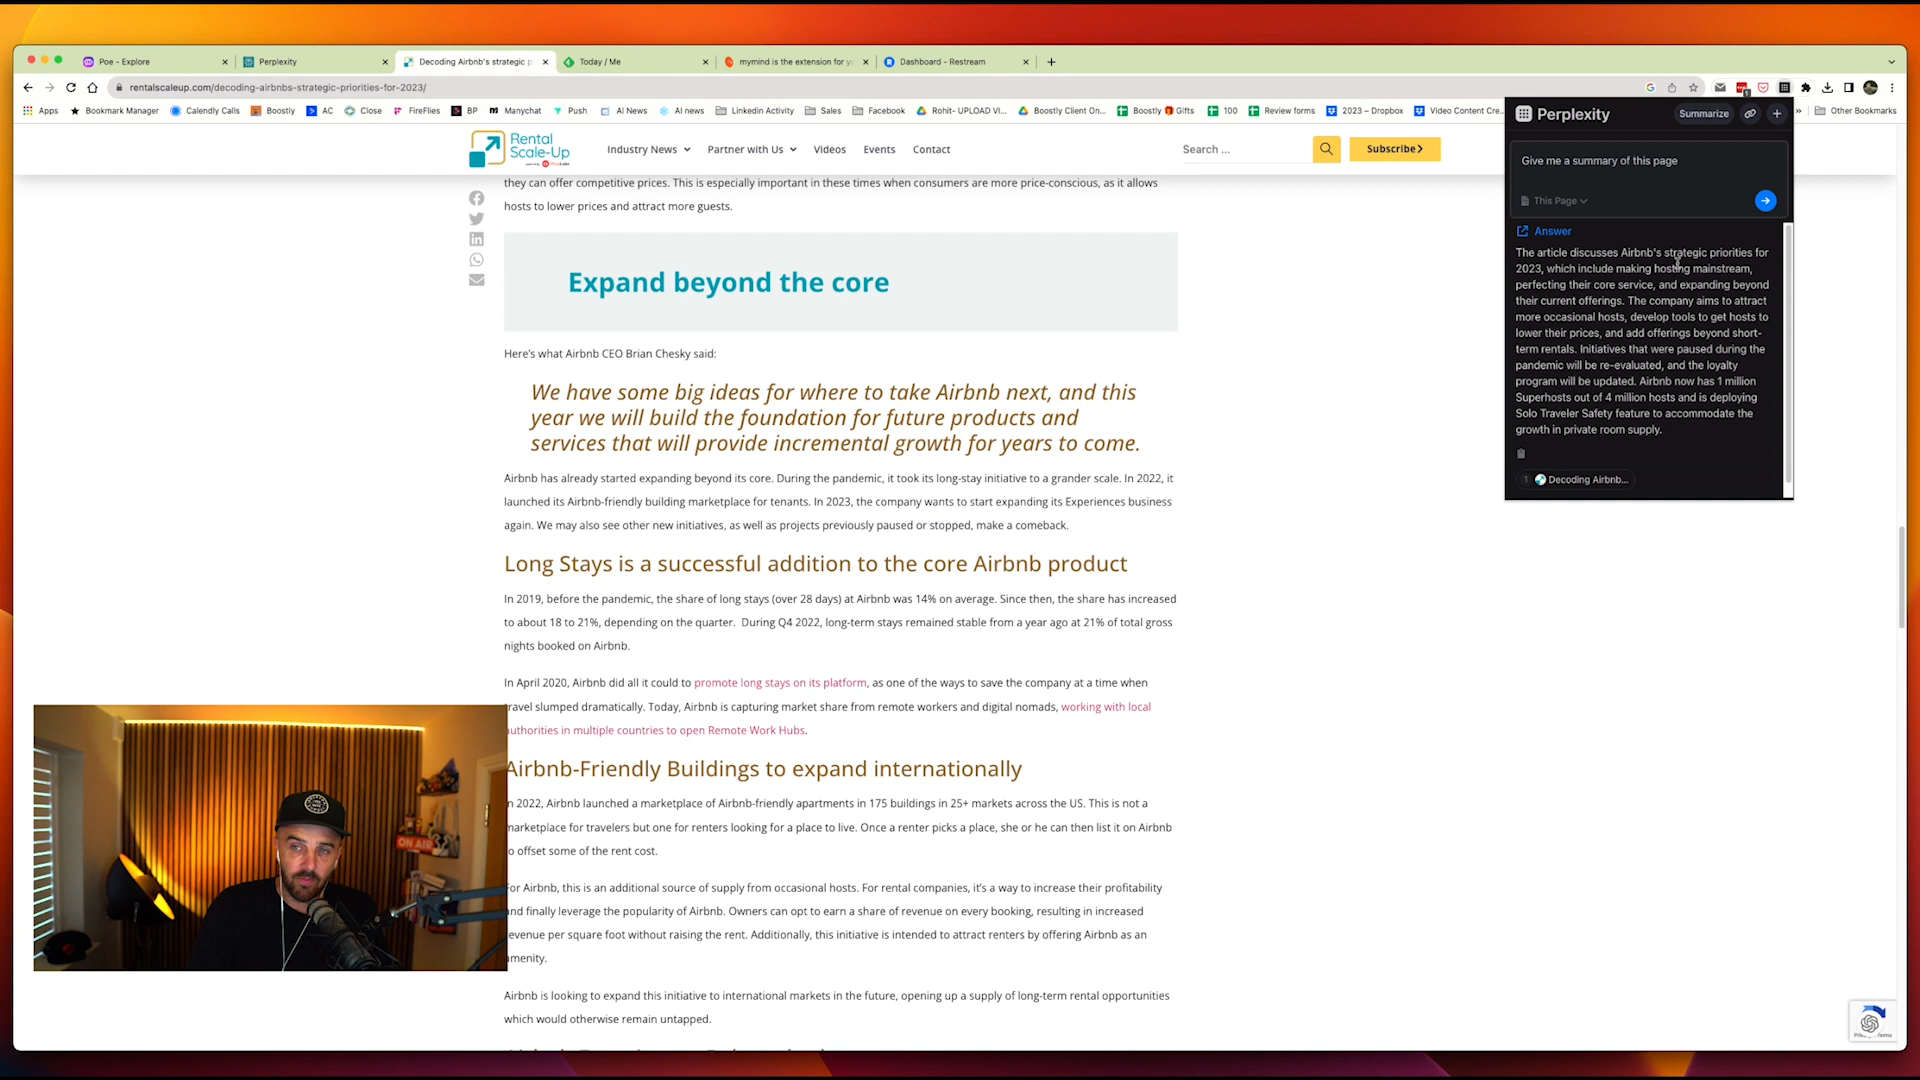 Poe - Explore
Perplexity
Decoding Airbnb's strategic p
Today / Me
mymind is the extension for y
Dashboard - Restream
rentalscaleup.com/decoding-airbnbs-strategic-priorities-for-2023/
Apps
Bookmark Manager
Calendly Calls
Boostly
AC
Close
FireFlies
BP
Manychat
Push
AI News
AI news
Linkedin Activity
Sales
Facebook
Rohit- UPLOAD VI...
Boostly Client On...
Boostly Gifts
100
Review forms
2023 – Dropbox
Video Content Cre...
Other Bookmarks
Rental
Scale-Up
Industry News
Partner with Us
Videos
Events
Contact
Search ...
Subscribe
they can offer competitive prices. This is especially important in these times when consumers are more price-conscious, as it allows
hosts to lower prices and attract more guests.
Expand beyond the core
Here's what Airbnb CEO Brian Chesky said:
We have some big ideas for where to take Airbnb next, and this
year we will build the foundation for future products and
services that will provide incremental growth for years to come.
Airbnb has already started expanding beyond its core. During the pandemic, it took its long-stay initiative to a grander scale. In 2022, it
launched its Airbnb-friendly building marketplace for tenants. In 2023, the company wants to start expanding its Experiences business
again. We may also see other new initiatives, as well as projects previously paused or stopped, make a comeback.
Long Stays is a successful addition to the core Airbnb product
In 2019, before the pandemic, the share of long stays (over 28 days) at Airbnb was 14% on average. Since then, the share has increased
to about 18 to 21%, depending on the quarter. During Q4 2022, long-term stays remained stable from a year ago at 21% of total gross
nights booked on Airbnb.
In April 2020, Airbnb did all it could to promote long stays on its platform, as one of the ways to save the company at a time when
ravel slumped dramatically. Today, Airbnb is capturing market share from remote workers and digital nomads, working with local
uthorities in multiple countries to open Remote Work Hubs.
Airbnb-Friendly Buildings to expand internationally
n 2022, Airbnb launched a marketplace of Airbnb-friendly apartments in 175 buildings in 25+ markets across the US. This is not a
marketplace for travelers but one for renters looking for a place to live. Once a renter picks a place, she or he can then list it on Airbnb
o offset some of the rent cost.
For Airbnb, this is an additional source of supply from occasional hosts. For rental companies, it's a way to increase their profitability
and finally leverage the popularity of Airbnb. Owners can opt to earn a share of revenue on every booking, resulting in increased
revenue per square foot without raising the rent. Additionally, this initiative is intended to attract renters by offering Airbnb as an
amenity.
Airbnb is looking to expand this initiative to international markets in the future, opening up a supply of long-term rental opportunities
which would otherwise remain untapped.
Perplexity
Summarize
Give me a summary of this page
This Page
Answer
The article discusses Airbnb's strategic priorities for
2023, which include making hosting mainstream,
perfecting their core service, and expanding beyond
their current offerings. The company aims to attract
more occasional hosts, develop tools to get hosts to
lower their prices, and add offerings beyond short-
term rentals. Initiatives that were paused during the
pandemic will be re-evaluated, and the loyalty
program will be updated. Airbnb now has 1 million
Superhosts out of 4 million hosts and is deploying
Solo Traveler Safety feature to accommodate the
growth in private room supply.
1 Decoding Airbnb...
ON AIR